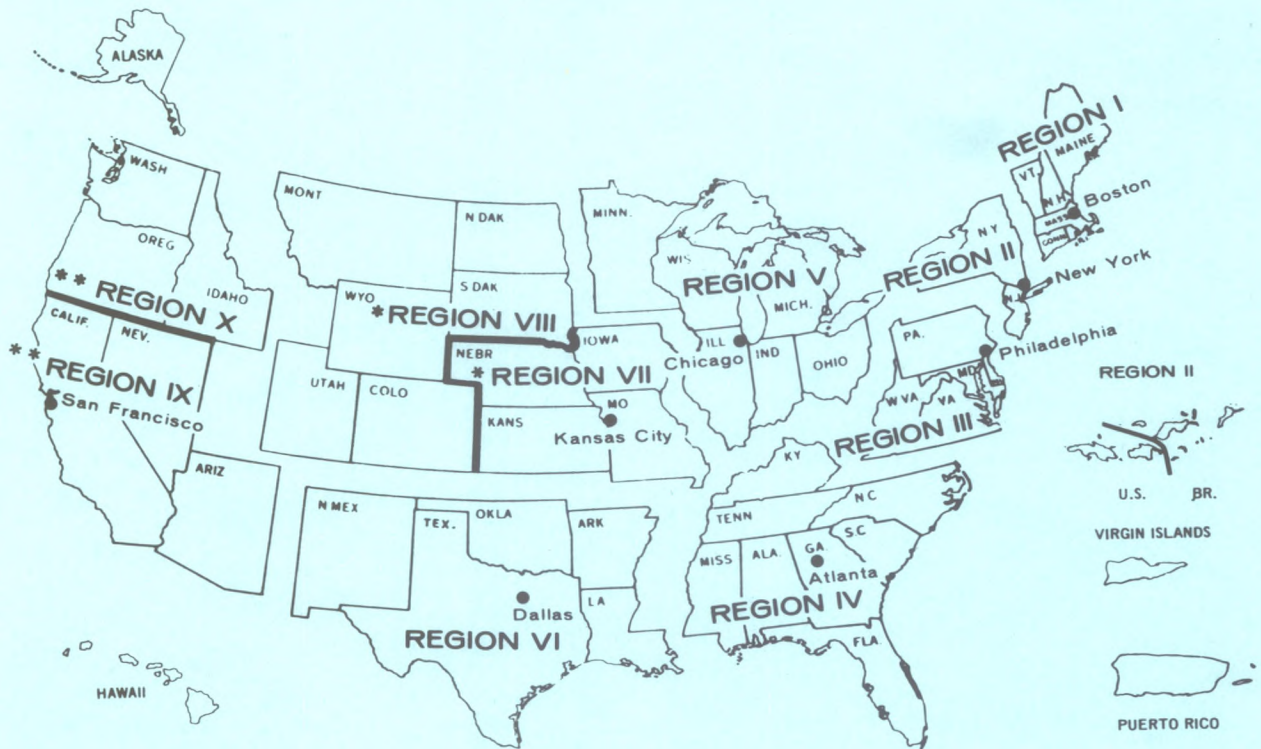 ALASKA
REGION I
MAINE
VT.
N H
MASS
CONN
Boston
WASH
MONT
N DAK
MINN.
OREG
N Y
REGION II
New York
N.J.
WIS
REGION V
MICH.
S DAK
WYO
IDAHO
** REGION X
* REGION VIII
CALIF.
NEV.
** REGION IX
San Francisco
NEBR
* REGION VII
IOWA
ILL
Chicago
IND
OHIO
PA.
Philadelphia
MD
W VA
VA
REGION III
REGION II
UTAH
COLO
KANS
MO
Kansas City
KY
ARIZ
N MEX
TEX.
OKLA
ARK
TENN
N.C
S.C
MISS
ALA.
GA.
Atlanta
U.S.
BR.
VIRGIN ISLANDS
Dallas
LA
REGION IV
REGION VI
FLA.
HAWAII
PUERTO RICO